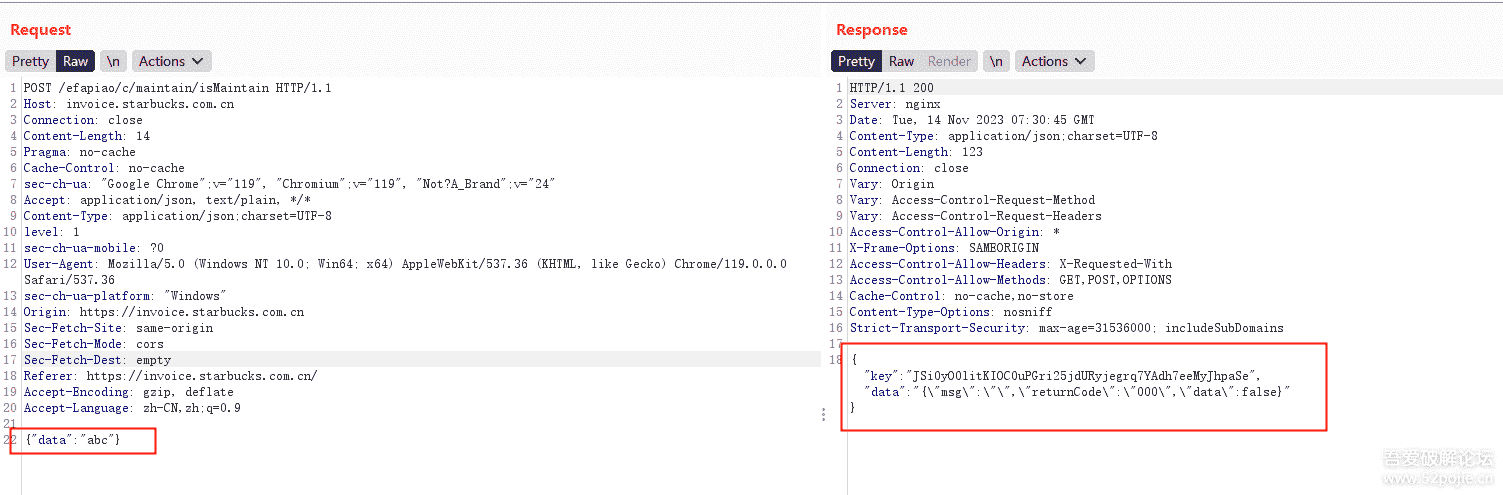 Request
Pretty Raw \n Actions
1 POST /efapiao/c/maintain/isMaintain HTTP/1.1
2 Host: invoice.starbucks.com.cn
3 Connection: close
4 Content-Length: 14
5 Pragma: no-cache
6 Cache-Control: no-cache
7 sec-ch-ua: "Google Chrome";v="119", "Chromium";v="119", "Not?A_Brand";v="24"
8 Accept: application/json, text/plain, */*
9 Content-Type: application/json;charset=UTF-8
10 level: 1
11 sec-ch-ua-mobile: ?0
12 User-Agent: Mozilla/5.0 (Windows NT 10.0; Win64; x64) AppleWebKit/537.36 (KHTML, like Gecko) Chrome/119.0.0.0
Safari/537.36
13 sec-ch-ua-platform: "Windows"
14 Origin: https://invoice.starbucks.com.cn
15 Sec-Fetch-Site: same-origin
16 Sec-Fetch-Mode: cors
17 Sec-Fetch-Dest: empty
18 Referer: https://invoice.starbucks.com.cn/
19 Accept-Encoding: gzip, deflate
20 Accept-Language: zh-CN,zh;q=0.9
21
22 {"data":"abc"}
Response
Pretty Raw Render \n Actions
1 HTTP/1.1 200
2 Server: nginx
3 Date: Tue, 14 Nov 2023 07:30:45 GMT
4 Content-Type: application/json;charset=UTF-8
5 Content-Length: 123
6 Connection: close
7 Vary: Origin
8 Vary: Access-Control-Request-Method
9 Vary: Access-Control-Request-Headers
10 Access-Control-Allow-Origin: *
11 X-Frame-Options: SAMEORIGIN
12 Access-Control-Allow-Headers: X-Requested-With
13 Access-Control-Allow-Methods: GET,POST,OPTIONS
14 Cache-Control: no-cache,no-store
15 Content-Type-Options: nosniff
16 Strict-Transport-Security: max-age=31536000; includeSubDomains
17
18 {
"key":"JSi0yO0litKIOC0uPGri25jdURyjegrq7YAdh7eeMyJhpaSe",
"data":"{\"msg\":\"\",\"returnCode\":\"000\",\"data\":false}"
}
吾爱破解论坛
www.52pojie.cn